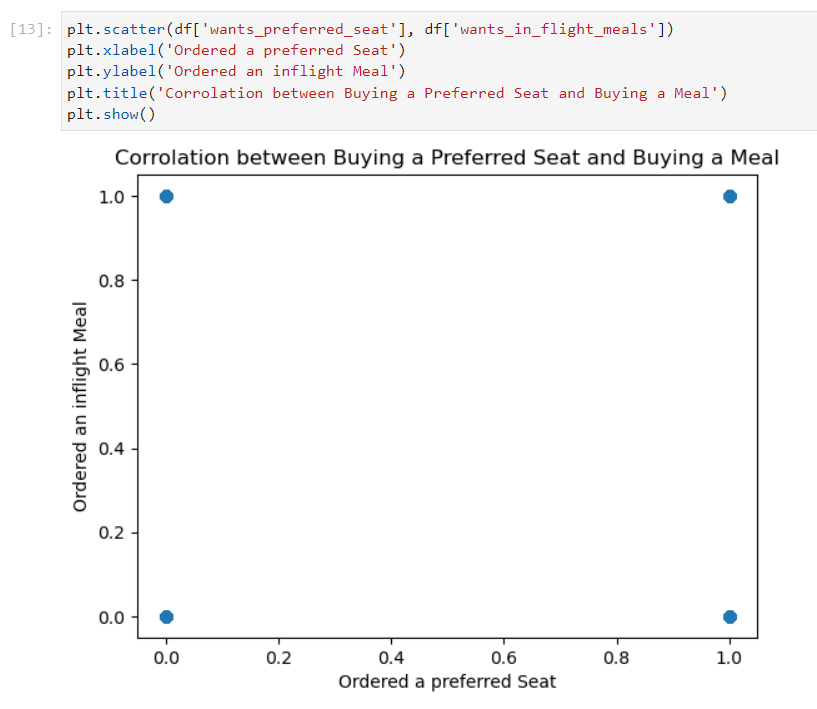 [13]: plt.scatter(df['wants_preferred_seat'], df['wants_in_flight_meals'])
plt.xlabel('Ordered a preferred Seat')
plt.ylabel('Ordered an inflight Meal')
plt.title('Corrolation between Buying a Preferred Seat and Buying a Meal')
plt.show()
Corrolation between Buying a Preferred Seat and Buying a Meal
Ordered an inflight Meal
1.0
0.8
0.6
0.4
0.2
0.0
0.0 0.2 0.4 0.6 0.8 1.0
Ordered a preferred Seat